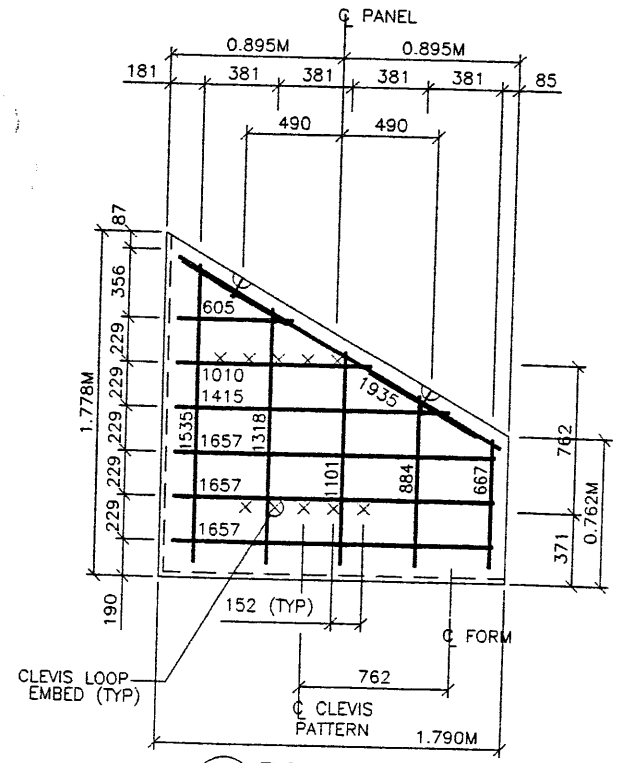 ℄ PANEL
0.895M 0.895M
181 381 381 381 381 85
490 490
87
356
229
229
229
229
229
190
1.778M
605
1010
1415
1657
1657
1657
1535
1318
1101
884
667
1935
762
371
0.762M
152 (TYP)
℄ FORM
CLEVIS LOOP
EMBED (TYP)
762
℄ CLEVIS
PATTERN
1.790M